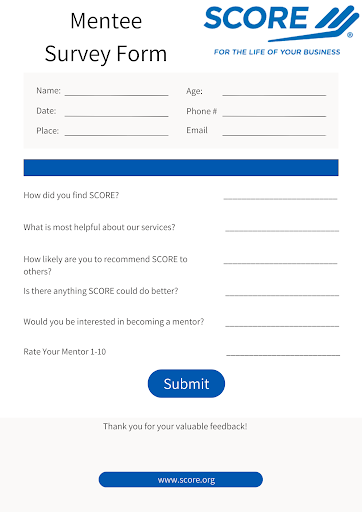 Mentee
Survey Form
SCORE
®
FOR THE LIFE OF YOUR BUSINESS
Name: ____________________ Age: ____________________
Date: ____________________ Phone # ____________________
Place: ____________________ Email ____________________
How did you find SCORE? ____________________
What is most helpful about our services? ____________________
How likely are you to recommend SCORE to
others? ____________________
Is there anything SCORE could do better? ____________________
Would you be interested in becoming a mentor? ____________________
Rate Your Mentor 1-10 ____________________
Submit
Thank you for your valuable feedback!
www.score.org